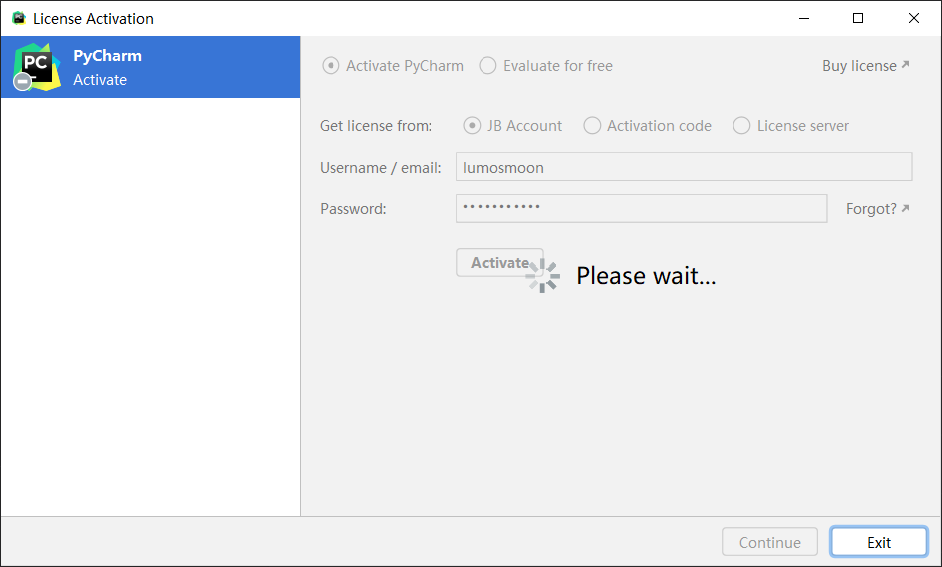 License Activation
PyCharm
Activate
PC
Activate PyCharm Evaluate for free Buy license
Get license from: JB Account Activation code License server
Username / email: lumosmoon
Password: ••••••••••• Forgot?
Activate
Please wait...
Continue Exit